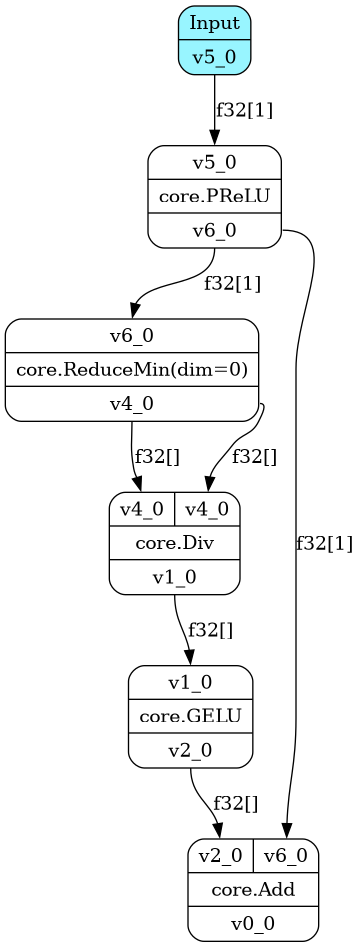 Input
v5_0
f32[1]
v5_0
core.PReLU
v6_0
f32[1]
v6_0
core.ReduceMin(dim=0)
v4_0
f32[] f32[]
v4_0 v4_0
core.Div
v1_0
f32[1]
f32[]
v1_0
core.GELU
v2_0
f32[]
v2_0 v6_0
core.Add
v0_0